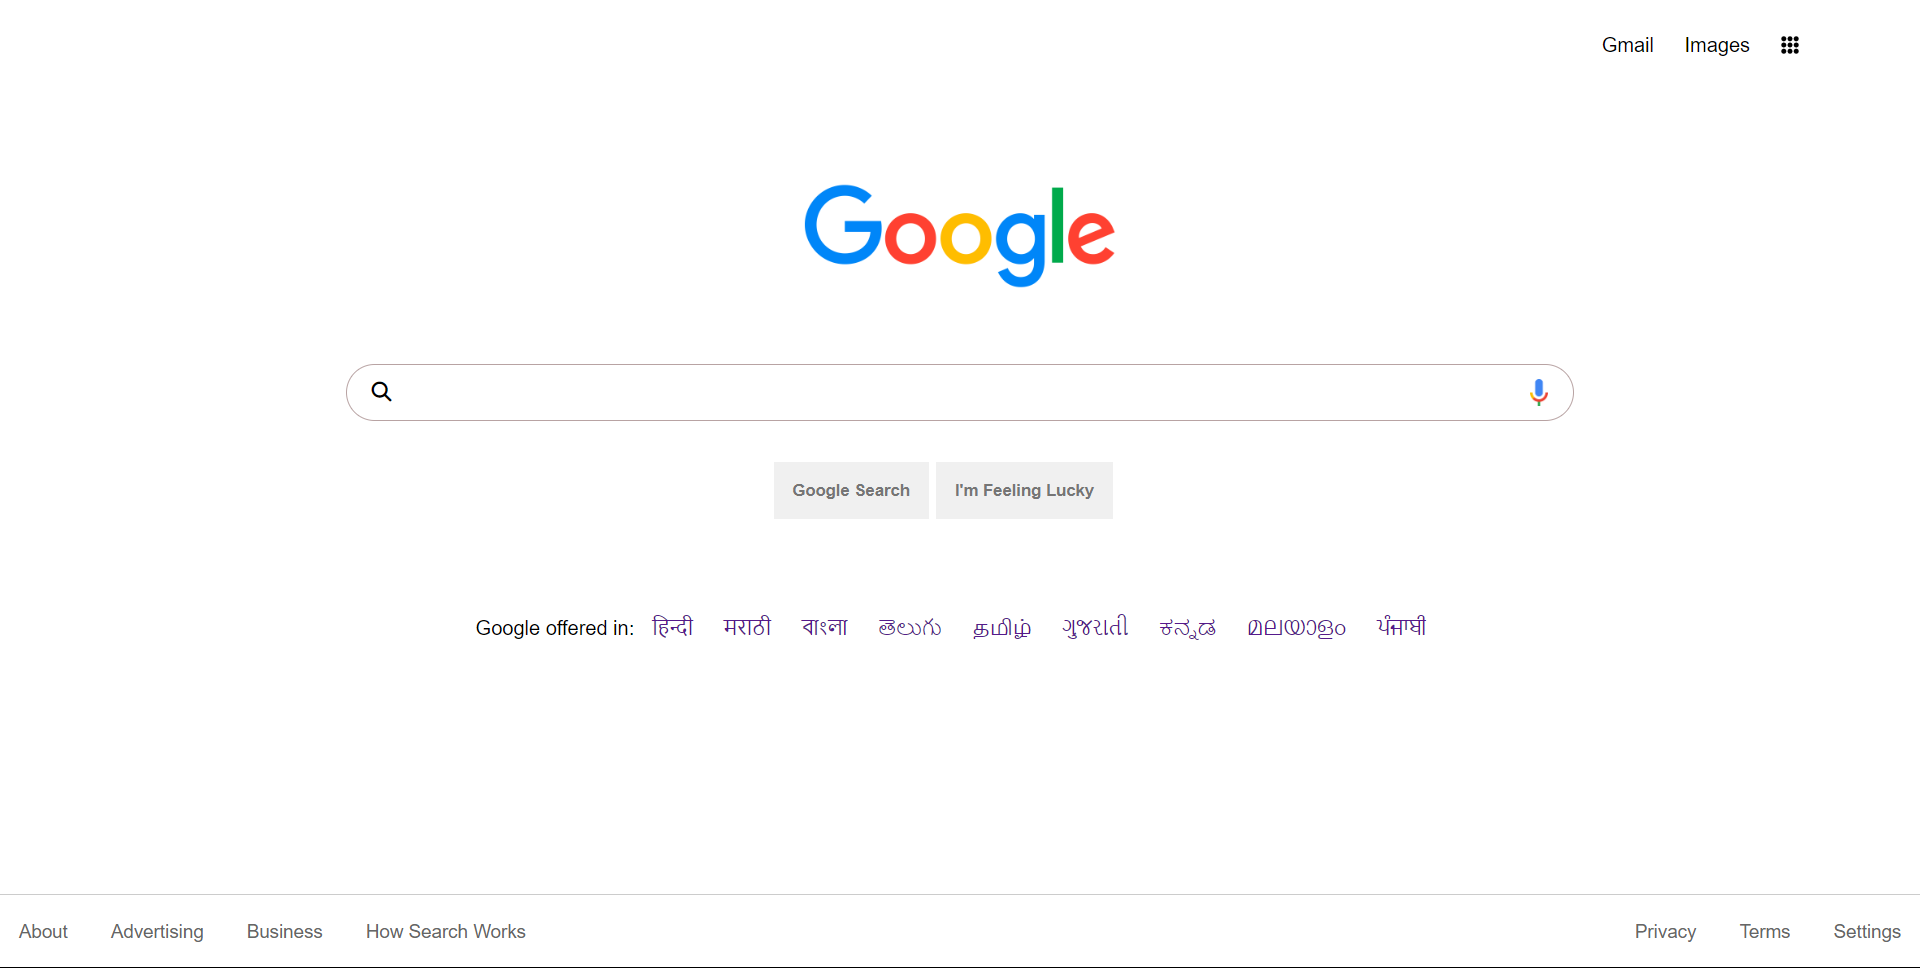 Gmail Images
Google
Google Search I'm Feeling Lucky
Google offered in: हिन्दी मराठी বাংলা తెలుగు தமிழ் ગુજરાતી ಕನ್ನಡ മലയാളം ਪੰਜਾਬੀ
About Advertising Business How Search Works Privacy Terms Settings